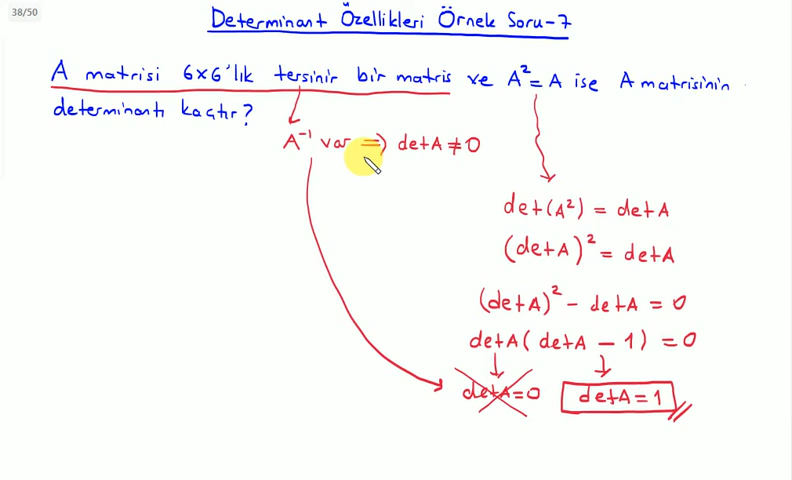 38/50
Determinant Özellikleri Örnek Soru-7
A matrisi 6x6'lık tersinir bir matris ve A²=A ise A matrisinin
determinantı kaçtır?
A⁻¹ var ⇒ detA≠0
det(A²) = detA
(detA)² = detA
(detA)² - detA = 0
detA( detA - 1) = 0
detA=0 detA=1